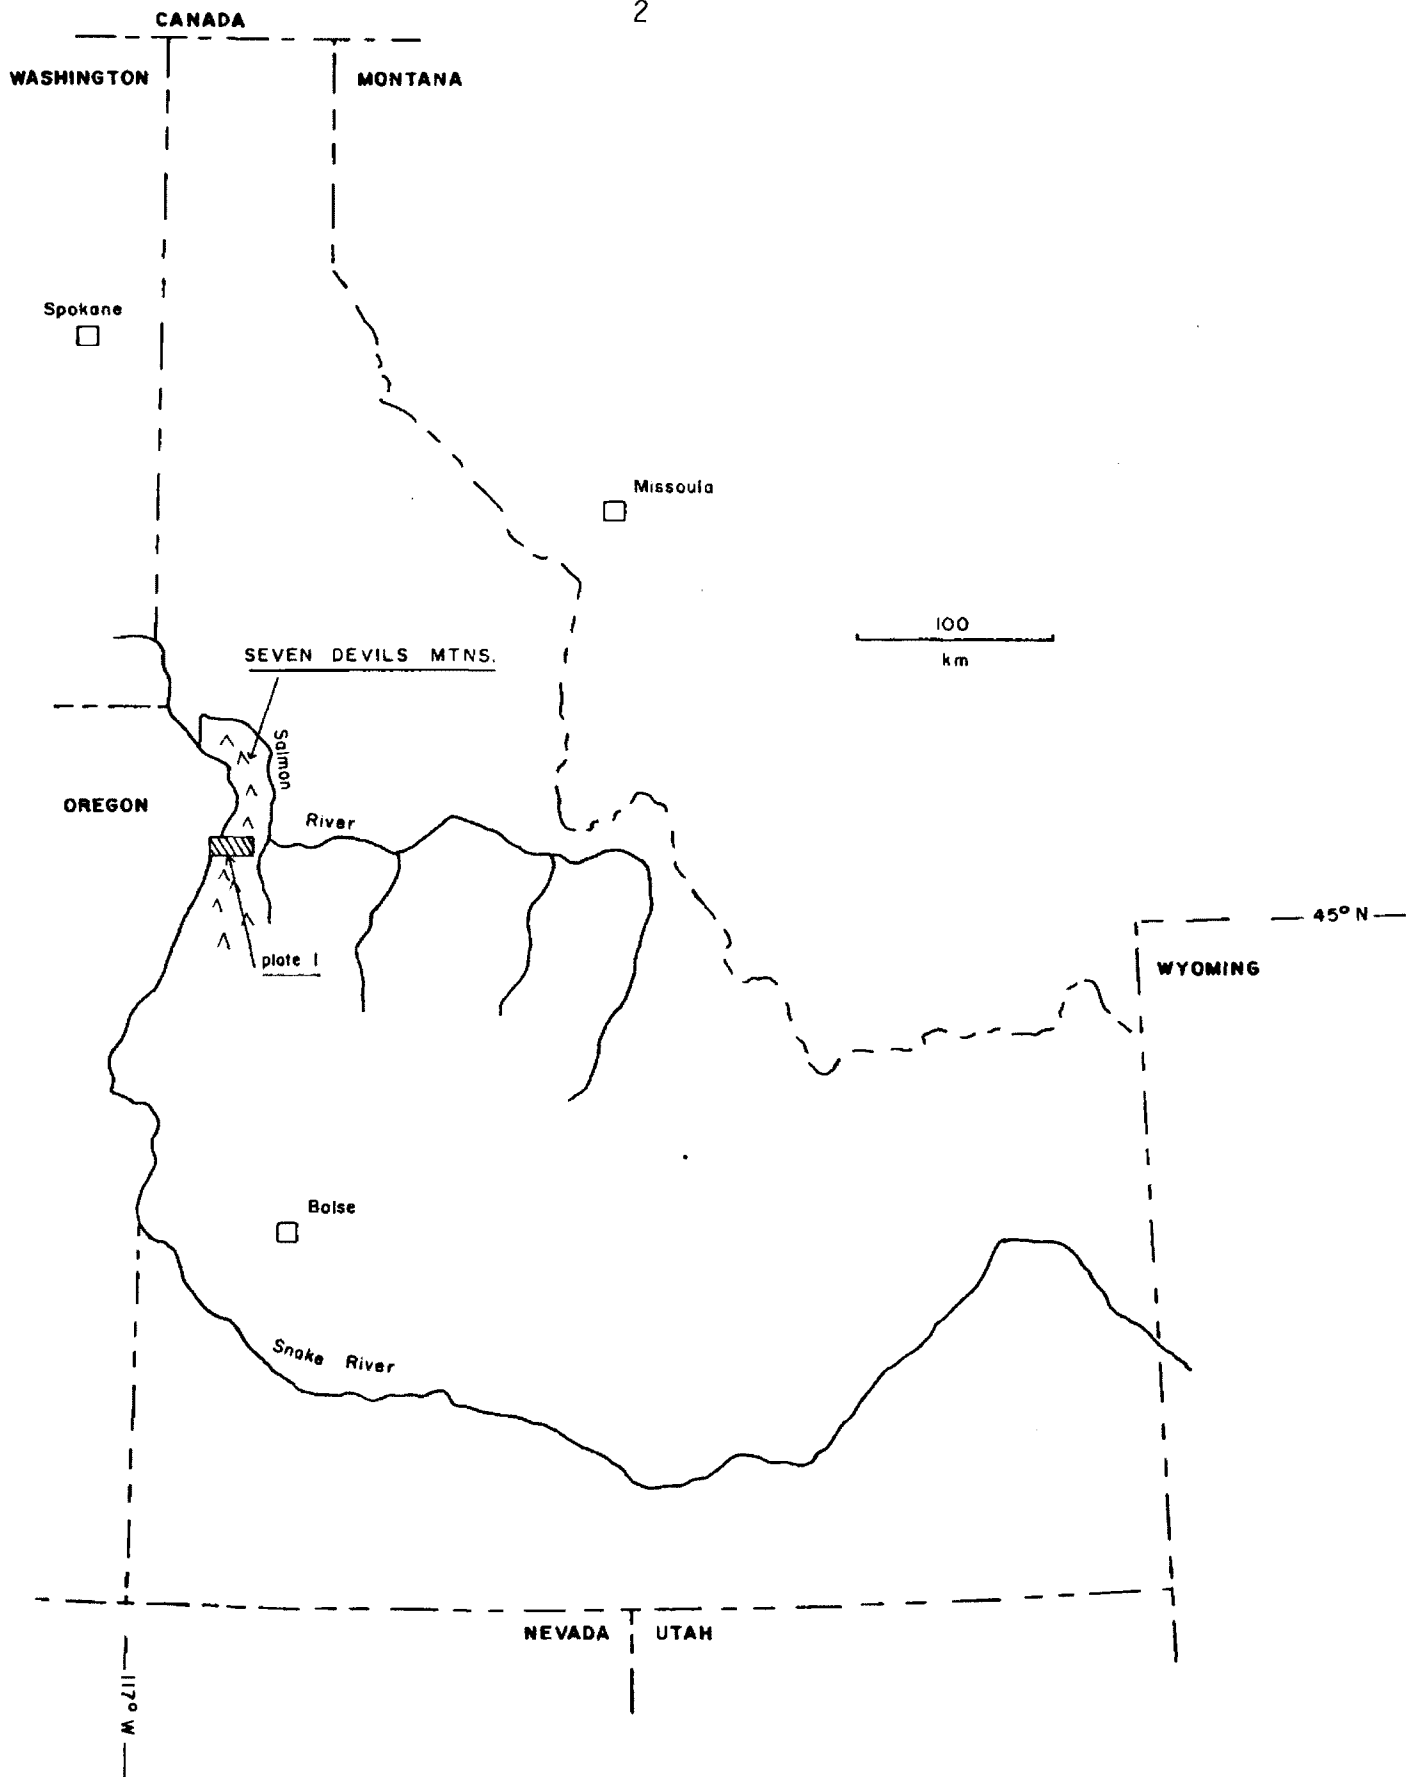 2
CANADA
WASHINGTON
MONTANA
Spokane
Missoula
100
km
SEVEN DEVILS MTNS.
Salmon
OREGON
River
45° N
plate 1
WYOMING
Boise
Snake River
NEVADA
UTAH
117° W